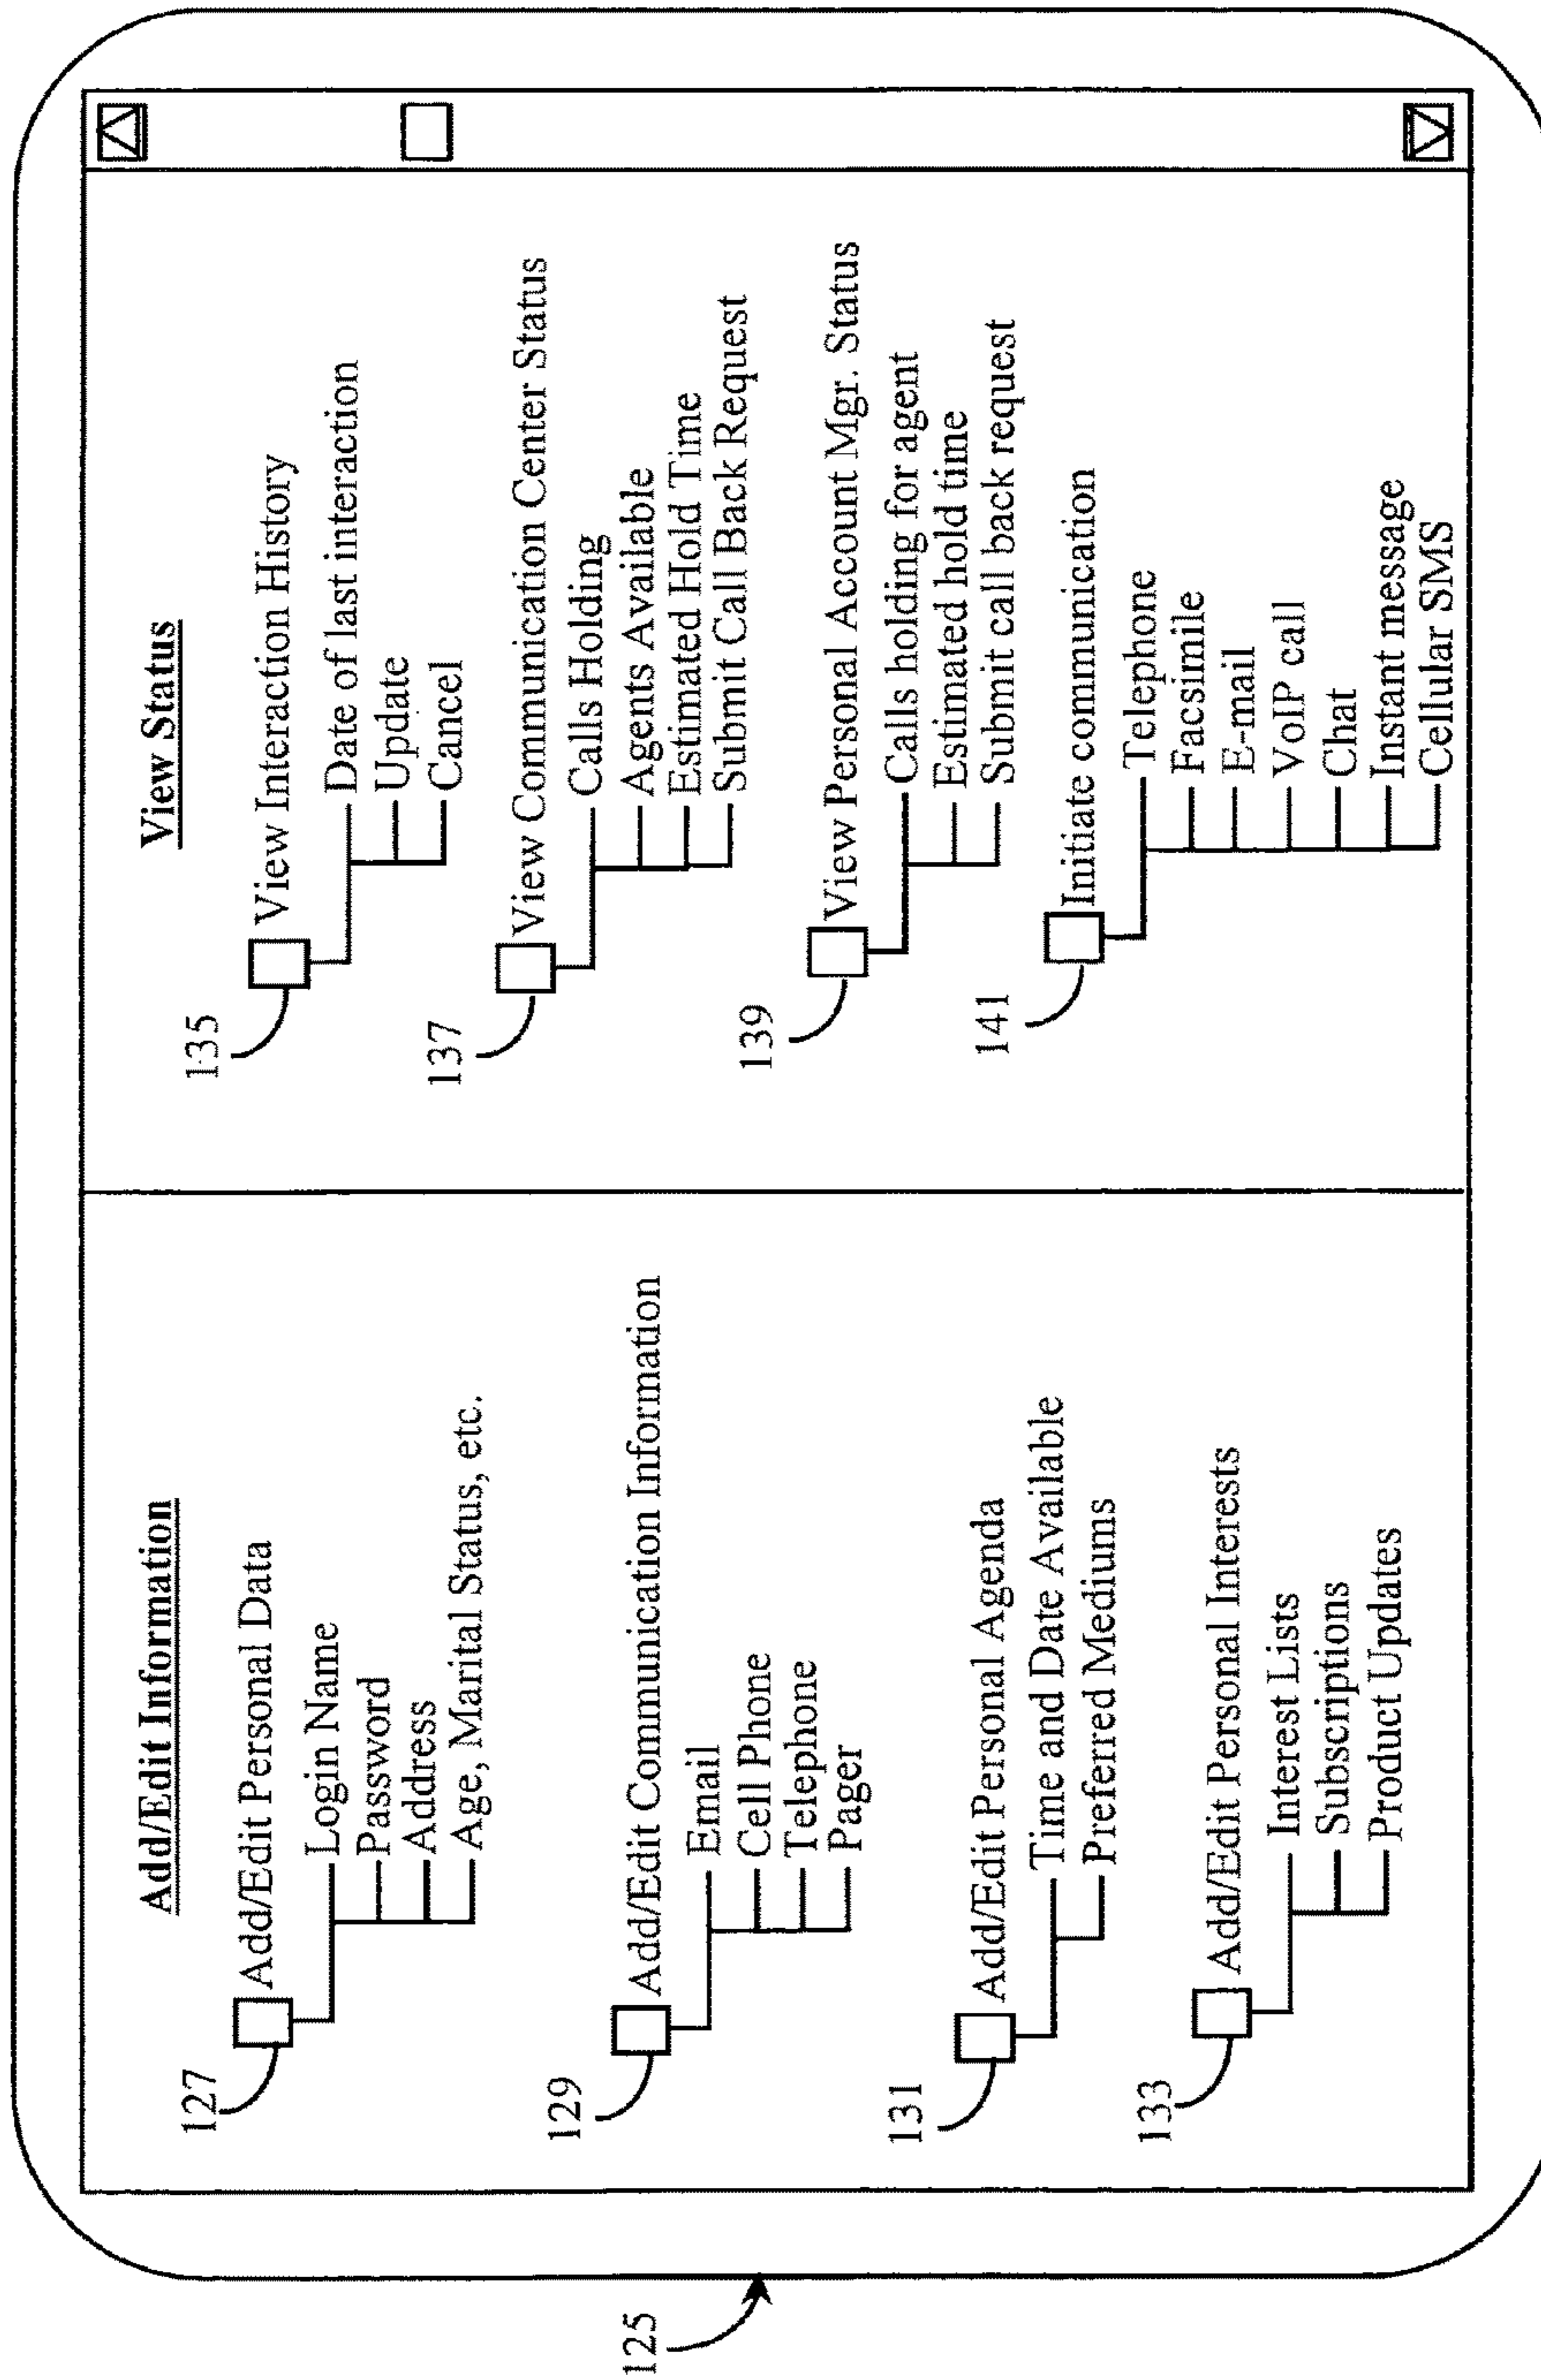 Add/Edit Information
127
Add/Edit Personal Data
Login Name
Password
Address
Age, Marital Status, etc.
129
Add/Edit Communication Information
Email
Cell Phone
Telephone
Pager
131
Add/Edit Personal Agenda
Time and Date Available
Preferred Mediums
133
Add/Edit Personal Interests
Interest Lists
Subscriptions
Product Updates
View Status
135
View Interaction History
Date of last interaction
Update
Cancel
137
View Communication Center Status
Calls Holding
Agents Available
Estimated Hold Time
Submit Call Back Request
139
View Personal Account Mgr. Status
Calls holding for agent
Estimated hold time
Submit call back request
141
Initiate communication
Telephone
Facsimile
E-mail
VoIP call
Chat
Instant message
Cellular SMS
125